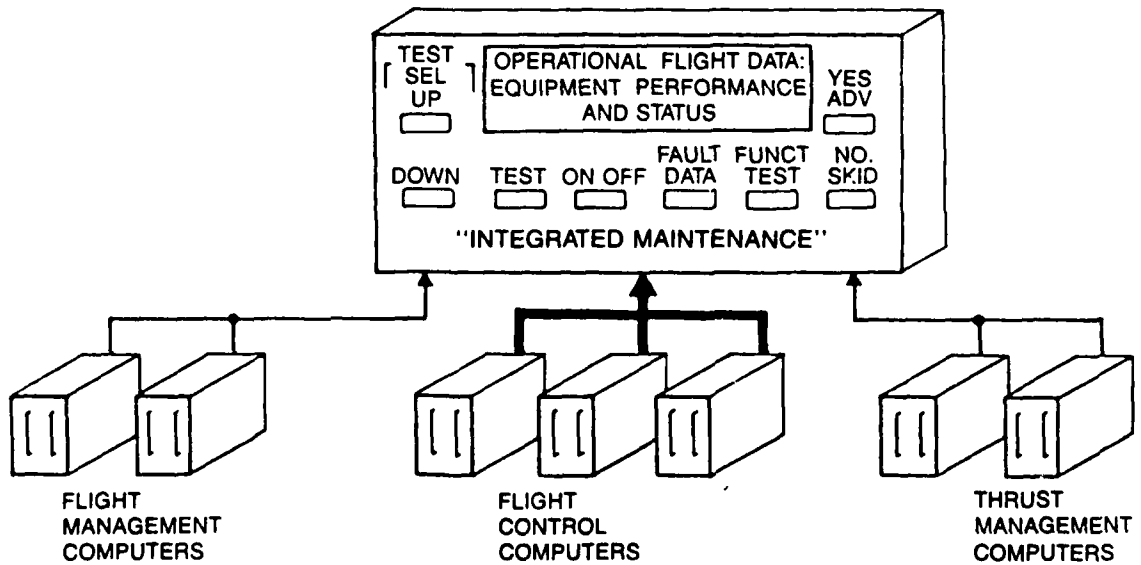 TEST
SEL
UP
OPERATIONAL FLIGHT DATA:
EQUIPMENT PERFORMANCE
AND STATUS
YES
ADV
DOWN
TEST
ON OFF
FAULT
DATA
FUNCT
TEST
NO.
SKID
"INTEGRATED MAINTENANCE"
FLIGHT
MANAGEMENT
COMPUTERS
FLIGHT
CONTROL
COMPUTERS
THRUST
MANAGEMENT
COMPUTERS